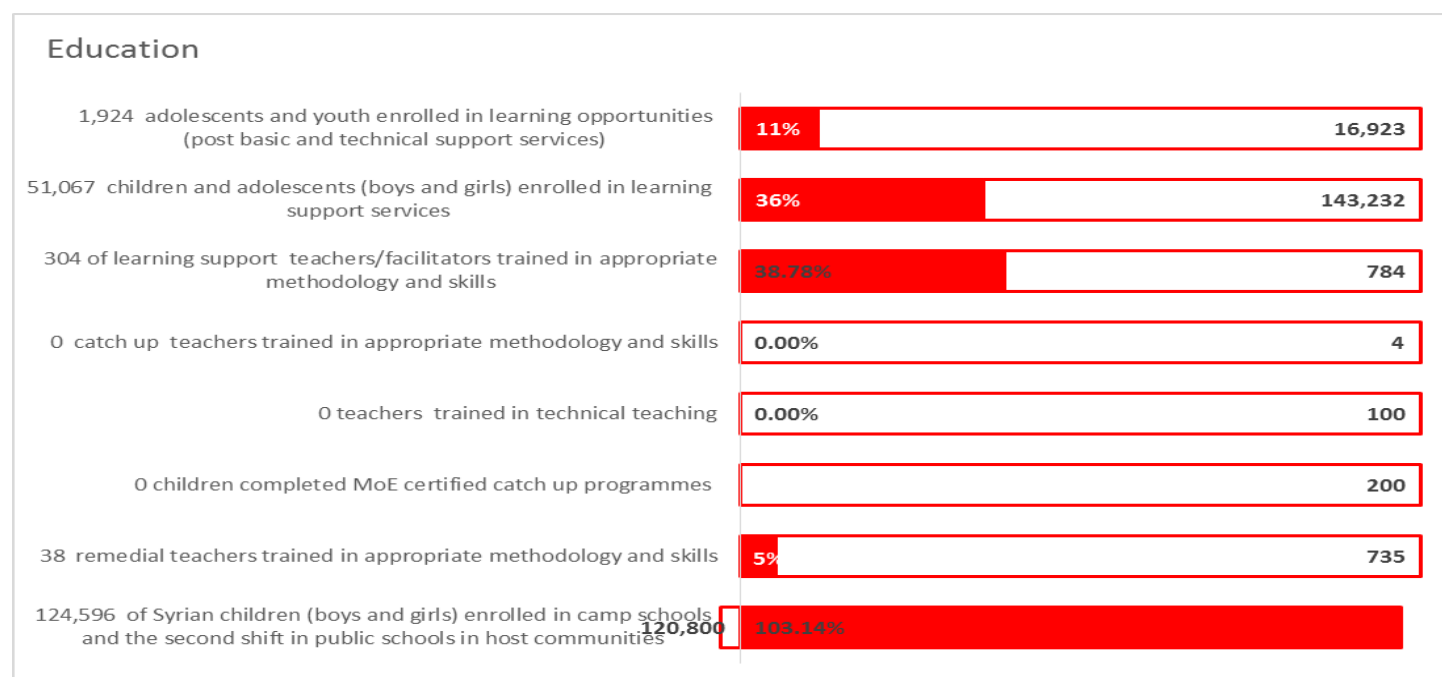 Education
1,924 adolescents and youth enrolled in learning opportunities
(post basic and technical support services)
11%
16,923
51,067 children and adolescents (boys and girls) enrolled in learning
support services
36%
143,232
304 of learning support teachers/facilitators trained in appropriate
methodology and skills
38.78%
784
0 catch up teachers trained in appropriate methodology and skills
0.00%
4
0 teachers trained in technical teaching
0.00%
100
0 children completed MoE certified catch up programmes
200
38 remedial teachers trained in appropriate methodology and skills
5%
735
124,596 of Syrian children (boys and girls) enrolled in camp schools
and the second shift in public schools in host communities
120,800
103.14%